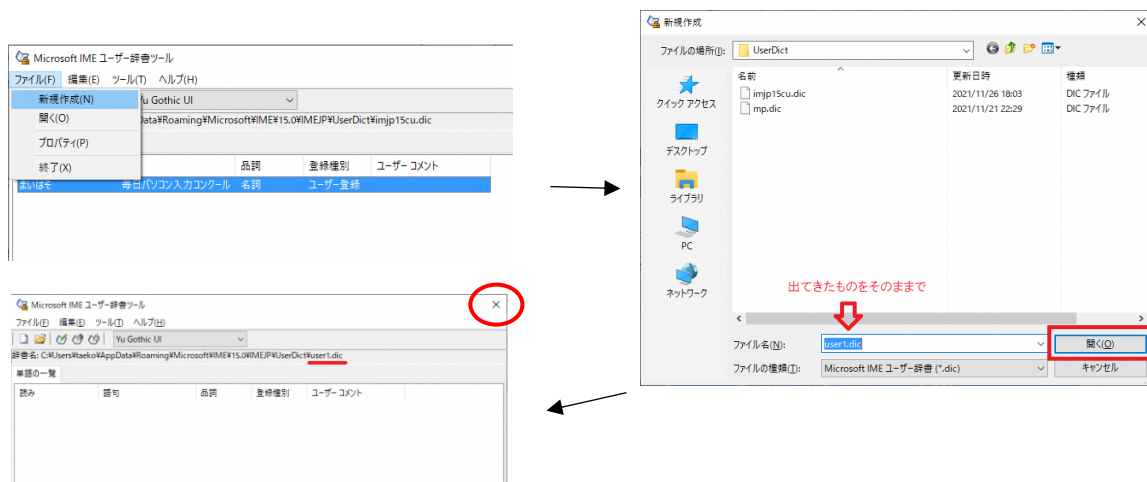 Microsoft IME ユーザー辞書ツール
ファイル(F) 編集(E) ツール(T) ヘルプ(H)
新規作成(N)
Yu Gothic UI
開く(O)
Data¥Roaming¥Microsoft¥IME¥15.0¥IMEJP¥UserDict¥imjp15cu.dic
プロパティ(P)
終了(X)
品詞 登録種別 ユーザー コメント
まいぱそ 毎日パソコン入力コンクール 名詞 ユーザー登録
新規作成
ファイルの場所(I): UserDict
名前 更新日時 種類
imjp15cu.dic 2021/11/26 18:03 DIC ファイル
mp.dic 2021/11/21 22:29 DIC ファイル
クイック アクセス
デスクトップ
ライブラリ
PC
ネットワーク
出てきたものをそのままで
ファイル名(N): user1.dic 開く(O)
ファイルの種類(T): Microsoft IME ユーザー辞書 (*.dic) キャンセル
Microsoft IME ユーザー辞書ツール
ファイル(F) 編集(E) ツール(T) ヘルプ(H)
Yu Gothic UI
辞書名: C:¥Users¥taeko¥AppData¥Roaming¥Microsoft¥IME¥15.0¥IMEJP¥UserDict¥user1.dic
単語の一覧
読み 語句 品詞 登録種別 ユーザー コメント